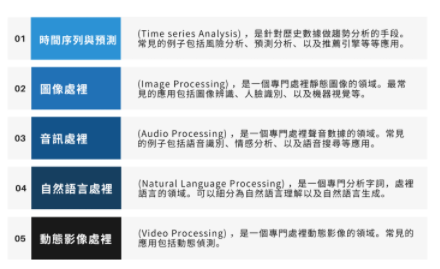 01
時間序列與預測
(Time series Analysis)，是針對歷史數據做趨勢分析的手段。
常見的例子包括風險分析、預測分析、以及推薦引擎等等應用。
02
圖像處裡
(Image Processing)，是一個專門處裡靜態圖像的領域。最常
見的應用包括圖像辨識、人臉識別、以及機器視覺等。
03
音訊處裡
(Audio Processing)，是一個專門處裡聲音數據的領域。常見
的例子包括語音識別、情感分析、以及語音搜尋等應用。
04
自然語言處裡
(Natural Language Processing)，是一個專門分析字詞，處裡
語言的領域。可以細分為自然語言理解以及自然語言生成。
05
動態影像處裡
(Video Processing)，是一個專門處裡動態影像的領域。常見的
應用包括動態偵測。